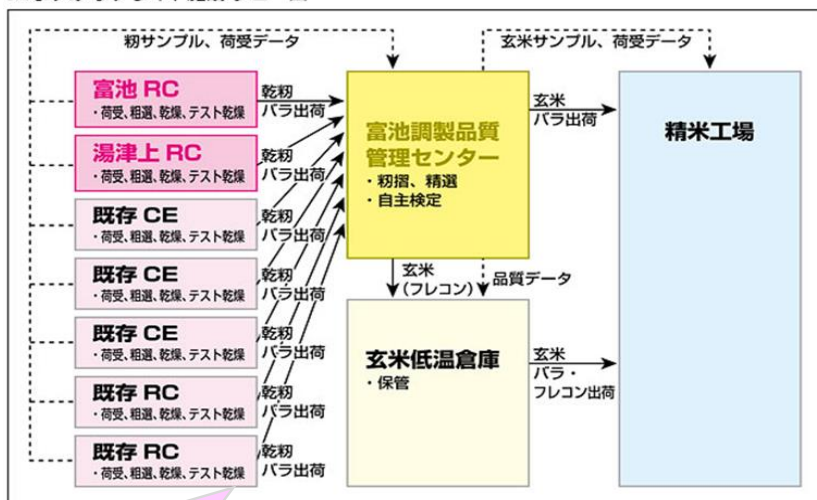 籾サンプル、荷受データ
玄米サンプル、荷受データ
富池 RC
・荷受、粗選、乾燥、テスト乾燥
乾籾
バラ出荷
湯津上 RC
・荷受、粗選、乾燥、テスト乾燥
乾籾
バラ出荷
既存 CE
・荷受、粗選、乾燥、テスト乾燥
乾籾
バラ出荷
既存 CE
・荷受、粗選、乾燥、テスト乾燥
乾籾
バラ出荷
既存 CE
・荷受、粗選、乾燥、テスト乾燥
乾籾
バラ出荷
既存 RC
・荷受、粗選、乾燥、テスト乾燥
乾籾
バラ出荷
既存 RC
・荷受、粗選、乾燥、テスト乾燥
乾籾
バラ出荷
富池調製品質
管理センター
・籾摺、精選
・自主検定
玄米
バラ出荷
玄米
(フレコン)
品質データ
玄米低温倉庫
・保管
玄米
バラ・
フレコン出荷
精米工場